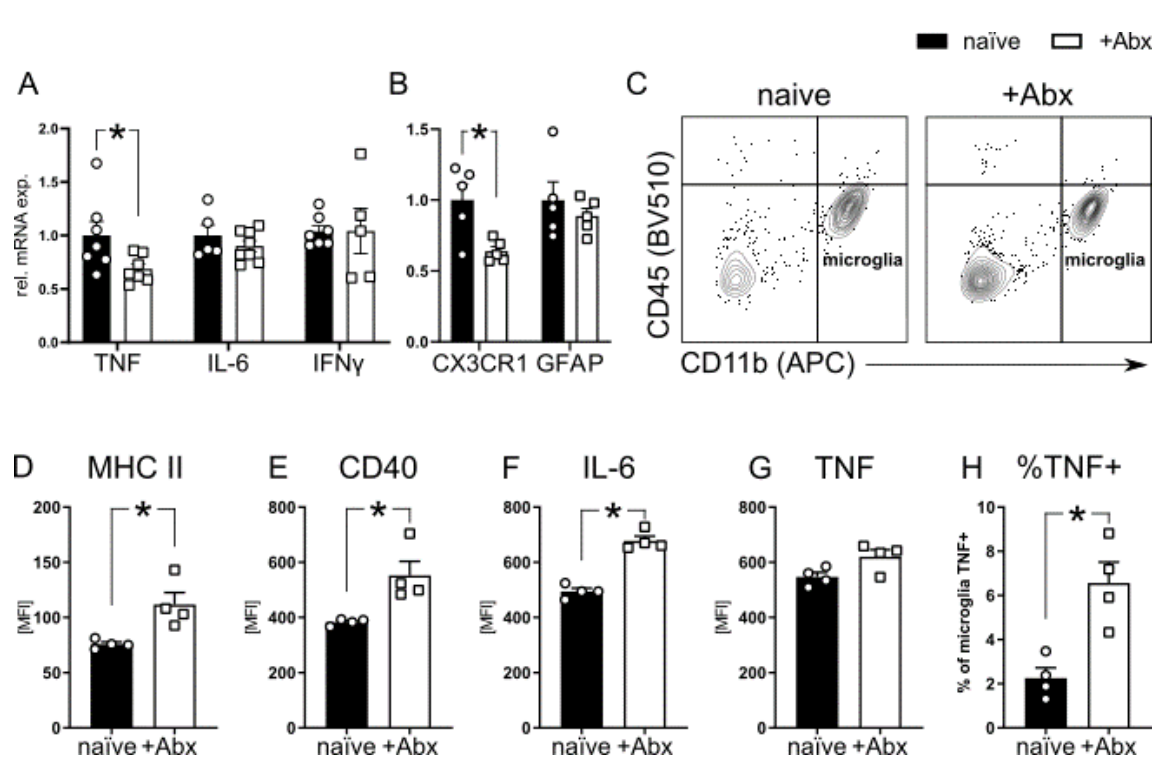 naïve +Abx
A B C naive +Abx
rel. mRNA exp.
2.0
1.5
1.0
0.5
0.0
*
TNF IL-6 IFNγ
1.5
1.0
0.5
0.0
*
CX3CR1 GFAP
CD45 (BV510)
microglia microglia
CD11b (APC)
D MHC II
200
150
100
50
0
[MFI]
*
naïve +Abx
E CD40
800
600
400
200
0
[MFI]
*
naïve +Abx
F IL-6
800
600
400
200
0
[MFI]
*
naïve +Abx
G TNF
800
600
400
200
0
[MFI]
naïve +Abx
H %TNF+
10
8
6
4
2
0
% of microglia TNF+
*
naïve +Abx